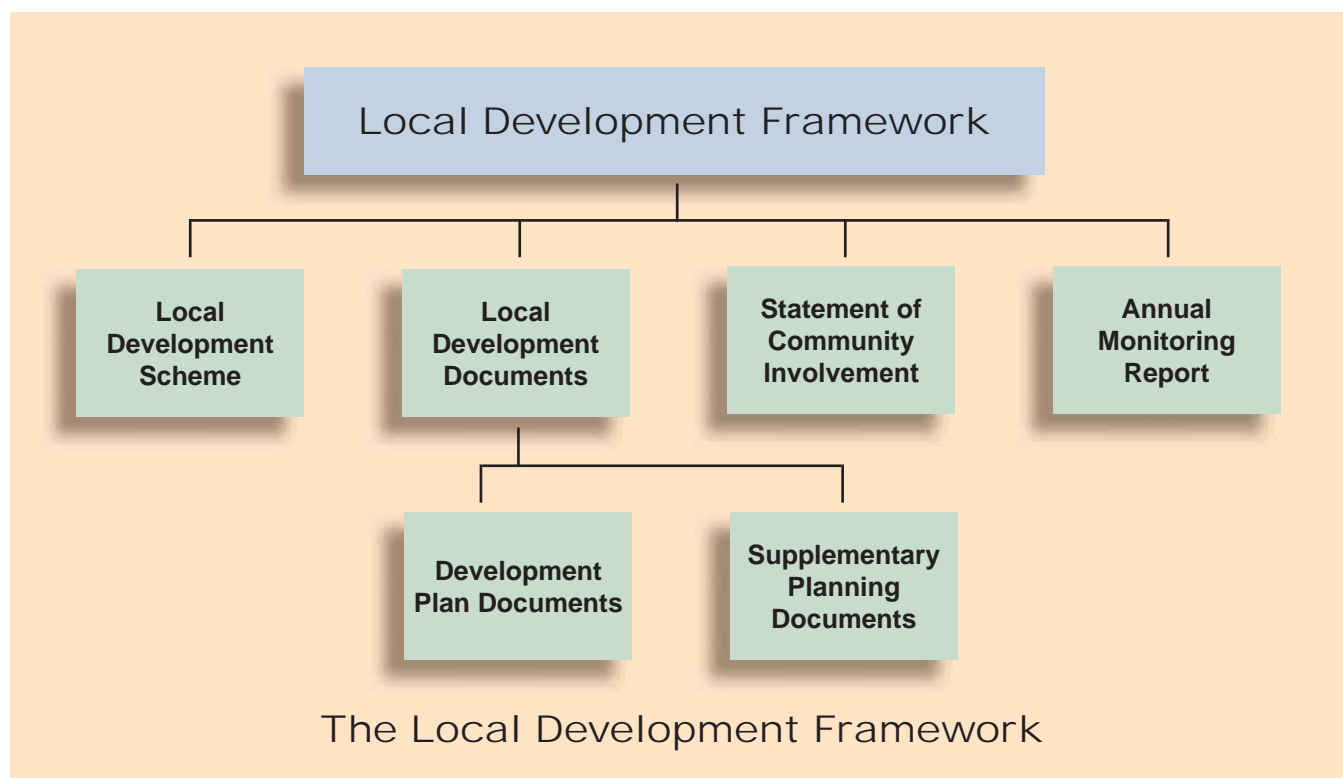 Local Development Framework
Local
Development
Scheme
Local
Development
Documents
Statement of
Community
Involvement
Annual
Monitoring
Report
Development
Plan Documents
Supplementary
Planning
Documents
The Local Development Framework